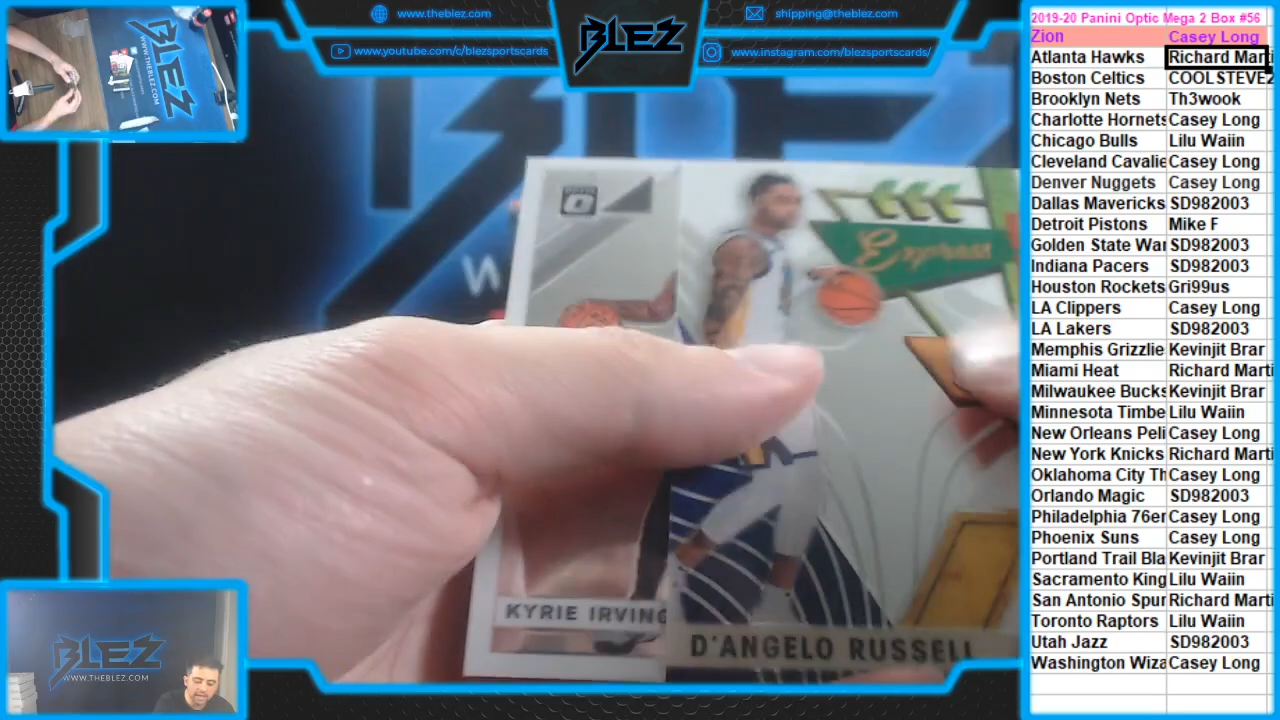 www.theblez.com
shipping@theblez.com
www.youtube.com/c/blezsportscards
BLEZ
www.instagram.com/blezsportscards/
2019-20 Panini Optic Mega 2 Box #56
Zion Casey Long
Atlanta Hawks Richard Marti
Boston Celtics COOLSTEVEZ
Brooklyn Nets Th3wook
Charlotte Hornets Casey Long
Chicago Bulls Lilu Waiin
Cleveland Cavalie Casey Long
Denver Nuggets Casey Long
Dallas Mavericks SD982003
Detroit Pistons Mike F
Golden State War SD982003
Indiana Pacers SD982003
Houston Rockets Gri99us
LA Clippers Casey Long
LA Lakers SD982003
Memphis Grizzlie Kevinjit Brar
Miami Heat Richard Marti
Milwaukee Bucks Kevinjit Brar
Minnesota Timbe Lilu Waiin
New Orleans Peli Casey Long
New York Knicks Richard Marti
Oklahoma City Th Casey Long
Orlando Magic SD982003
Philadelphia 76er Casey Long
Phoenix Suns Casey Long
Portland Trail Bla Kevinjit Brar
Sacramento King Lilu Waiin
San Antonio Spur Richard Marti
Toronto Raptors Lilu Waiin
Utah Jazz SD982003
Washington Wiza Casey Long
BLEZ
WWW.THEBLEZ.COM
KYRIE IRVING
D'ANGELO RUSSELL
BLEZ
WWW.THEBLEZ.COM